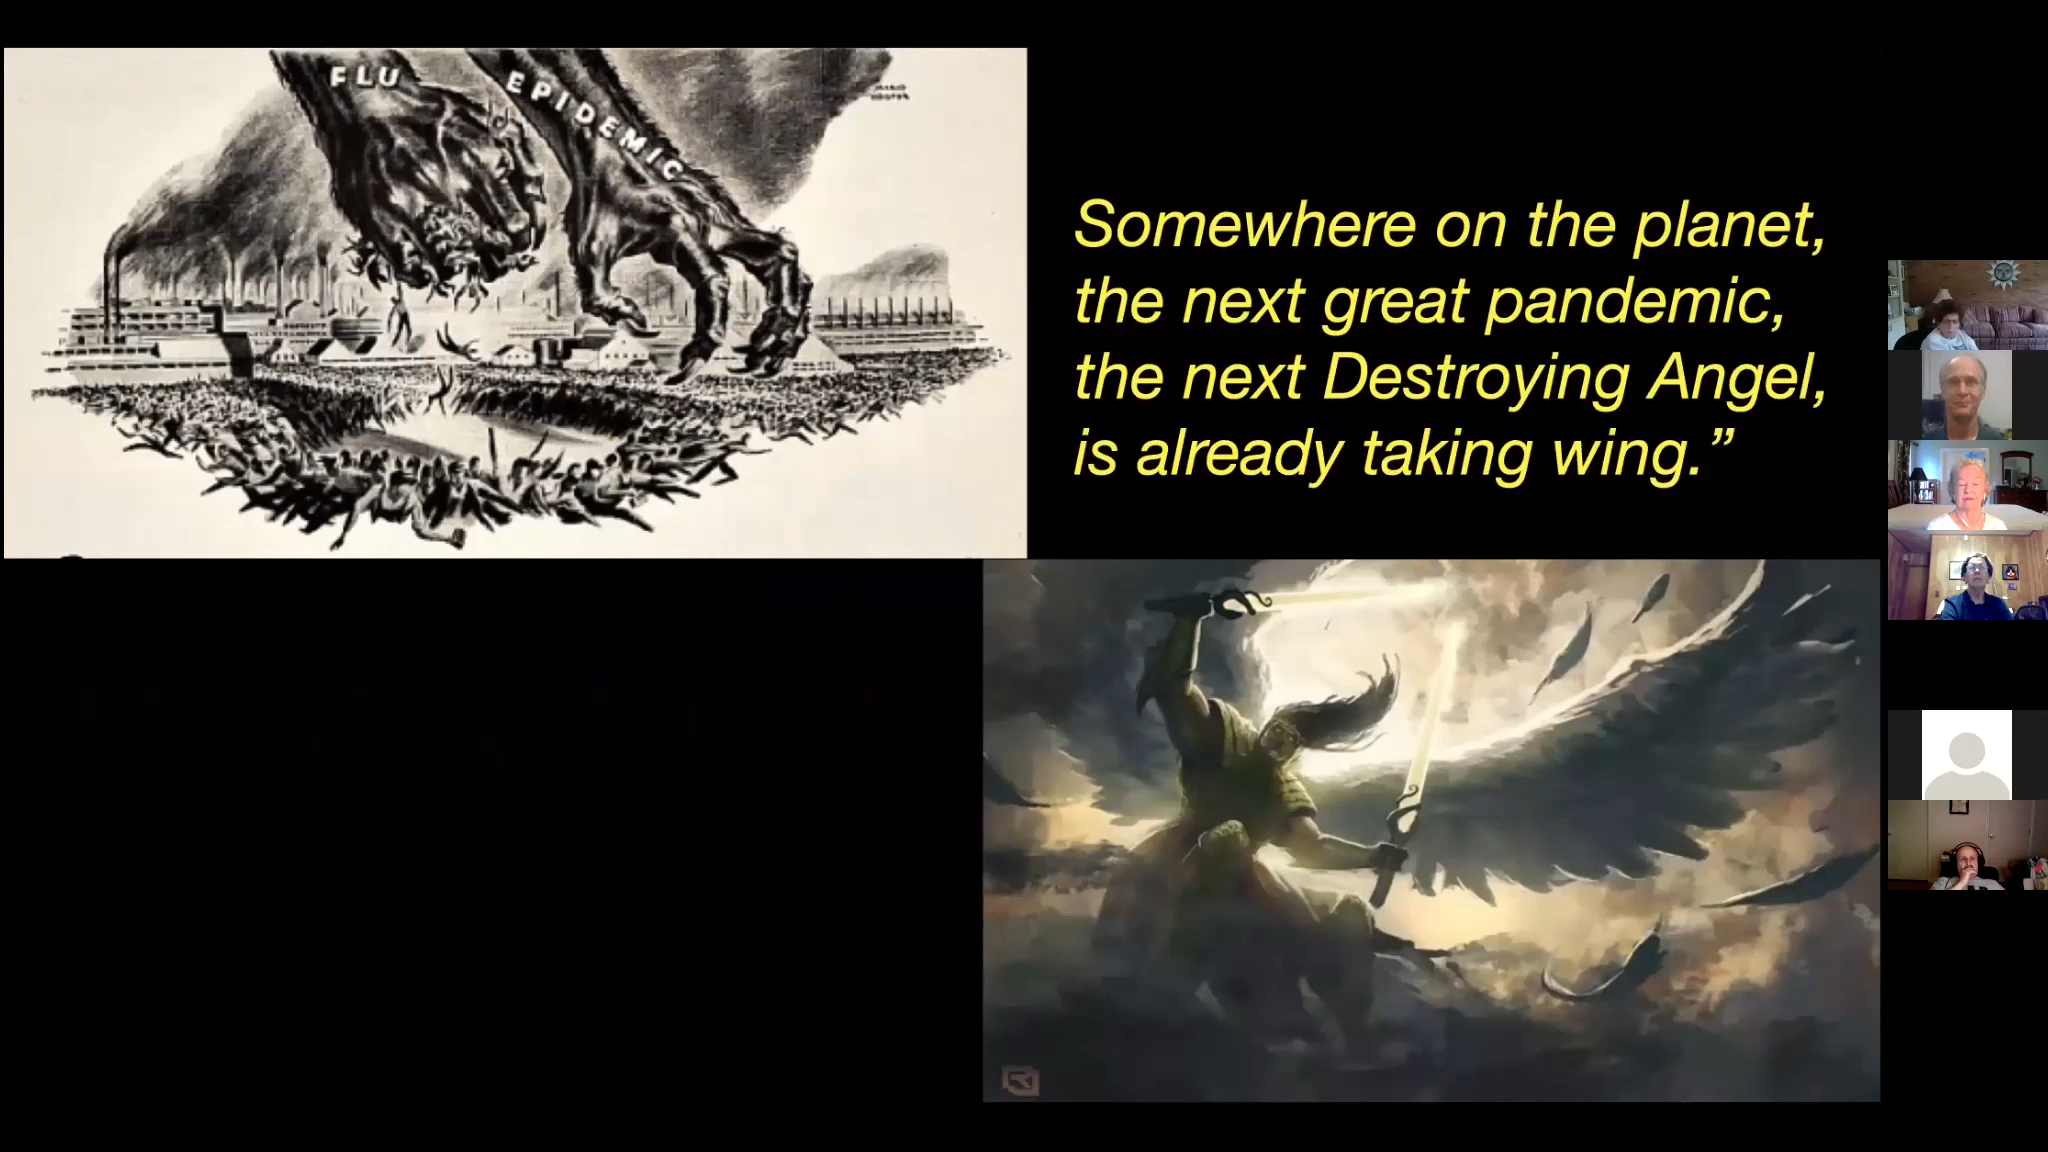 FLU
EPIDEMIC
Somewhere on the planet,
the next great pandemic,
the next Destroying Angel,
is already taking wing.”